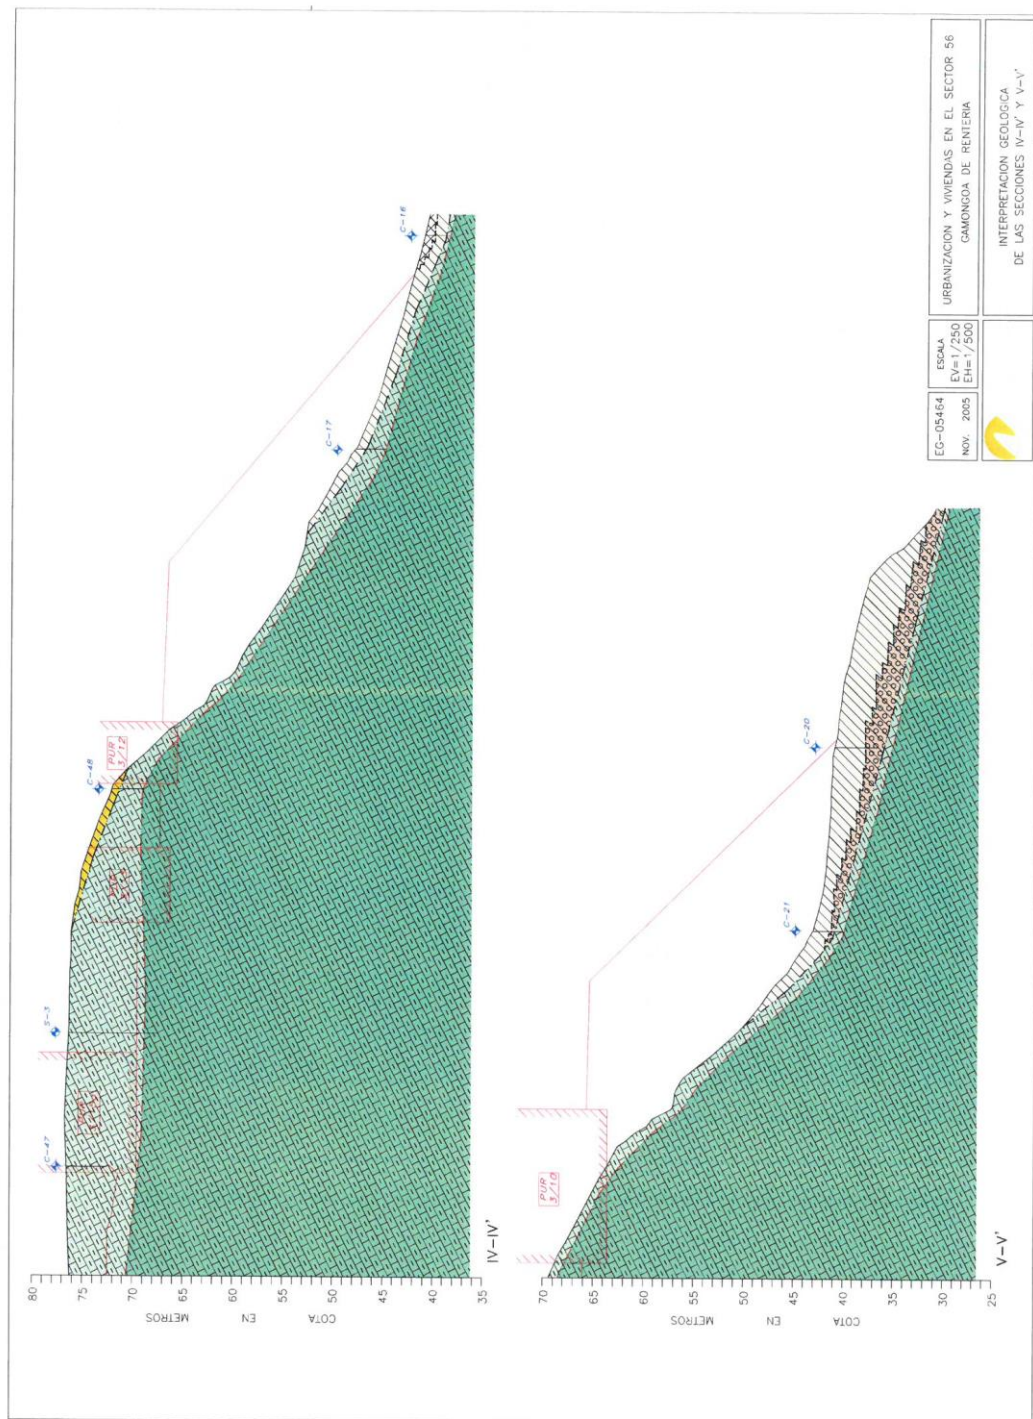 80
75
70
65
60
55
50
45
40
35
COTA
EN
METROS
C-47
S-3
C-48
C-17
C-16
PUR
3/12
IV-IV'
70
65
60
55
50
45
40
35
30
25
COTA
EN
METROS
PUR
3/10
C-21
C-20
V-V'
EG-05464
NOV. 2005
ESCALA
EV=1/250
EH=1/500
URBANIZACION Y VIVIENDAS EN EL SECTOR 56
GAMONGOA DE RENTERIA
INTERPRETACION GEOLOGICA
DE LAS SECCIONES IV-IV' Y V-V'